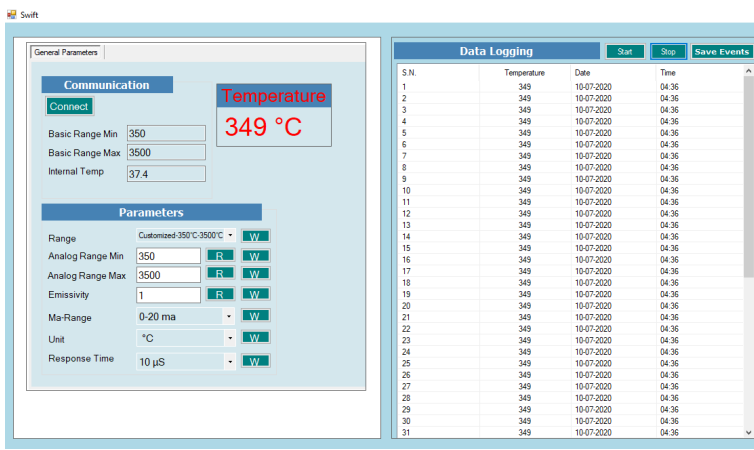 Swift
General Parameters
Communication
Connect
Temperature
349 °C
Basic Range Min 350
Basic Range Max 3500
Internal Temp 37.4
Parameters
Range Customized-350°C-3500°C W
Analog Range Min 350 R W
Analog Range Max 3500 R W
Emissivity 1 R W
Ma-Range 0-20 ma W
Unit °C W
Response Time 10 µS W
Data Logging Start Stop Save Events
S.N. Temperature Date Time
1 349 10-07-2020 04:36
2 349 10-07-2020 04:36
3 349 10-07-2020 04:36
4 349 10-07-2020 04:36
5 349 10-07-2020 04:36
6 349 10-07-2020 04:36
7 349 10-07-2020 04:36
8 349 10-07-2020 04:36
9 349 10-07-2020 04:36
10 349 10-07-2020 04:36
11 349 10-07-2020 04:36
12 349 10-07-2020 04:36
13 349 10-07-2020 04:36
14 349 10-07-2020 04:36
15 349 10-07-2020 04:36
16 349 10-07-2020 04:36
17 349 10-07-2020 04:36
18 349 10-07-2020 04:36
19 349 10-07-2020 04:36
20 349 10-07-2020 04:36
21 349 10-07-2020 04:36
22 349 10-07-2020 04:36
23 349 10-07-2020 04:36
24 349 10-07-2020 04:36
25 349 10-07-2020 04:36
26 349 10-07-2020 04:36
27 349 10-07-2020 04:36
28 349 10-07-2020 04:36
29 349 10-07-2020 04:36
30 349 10-07-2020 04:36
31 349 10-07-2020 04:36